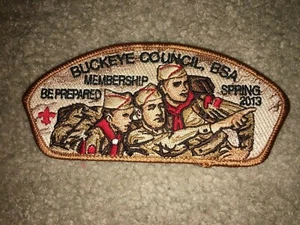 BUCKEYE COUNCIL, BSA
MEMBERSHIP
BE PREPARED
SPRING
2013